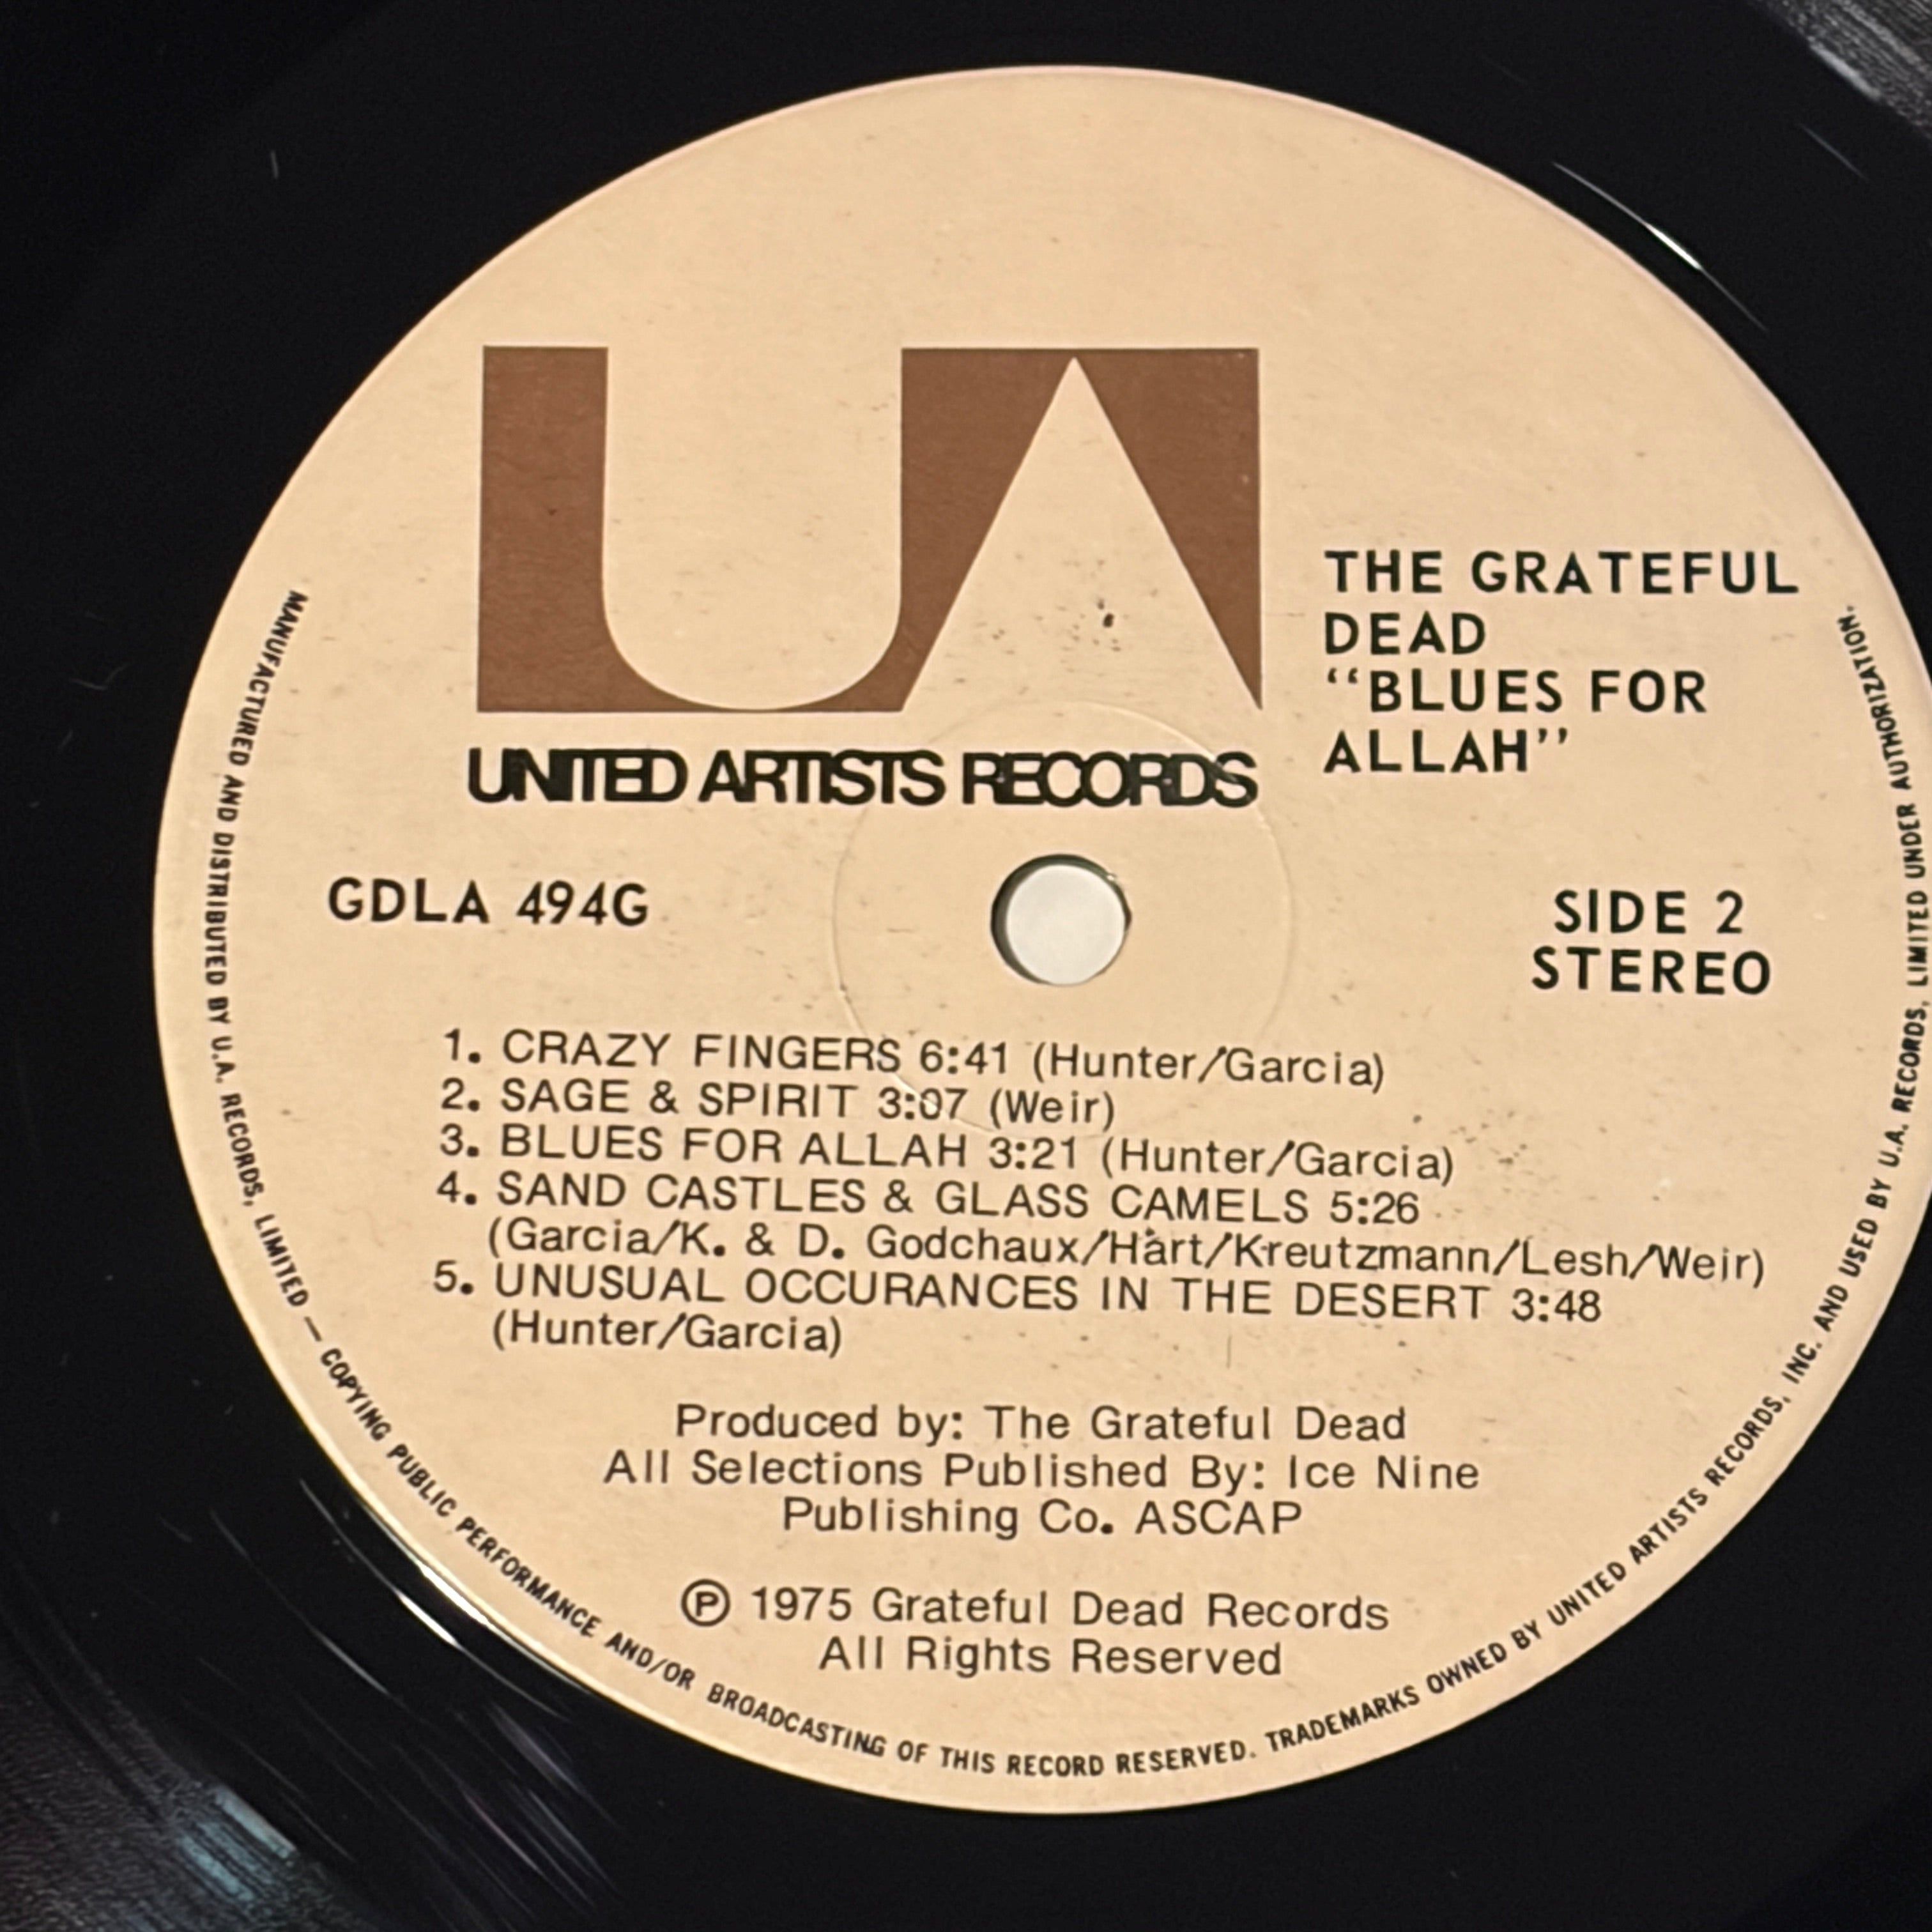 UA
UNITED ARTISTS RECORDS
THE GRATEFUL
DEAD
“BLUES FOR
ALLAH”
GDLA 494G
SIDE 2
STEREO
1. CRAZY FINGERS 6:41 (Hunter/Garcia)
2. SAGE & SPIRIT 3:07 (Weir)
3. BLUES FOR ALLAH 3:21 (Hunter/Garcia)
4. SAND CASTLES & GLASS CAMELS 5:26
(Garcia/K. & D. Godchaux/Hart/Kreutzmann/Lesh/Weir)
5. UNUSUAL OCCURANCES IN THE DESERT 3:48
(Hunter/Garcia)
Produced by: The Grateful Dead
All Selections Published By: Ice Nine
Publishing Co. ASCAP
Ⓟ 1975 Grateful Dead Records
All Rights Reserved
MANUFACTURED AND DISTRIBUTED BY U.A. RECORDS, LIMITED — COPYING PUBLIC PERFORMANCE AND/OR BROADCASTING OF THIS RECORD RESERVED. TRADEMARKS OWNED BY UNITED ARTISTS RECORDS, INC. AND USED BY U.A. RECORDS, LIMITED UNDER AUTHORIZATION.